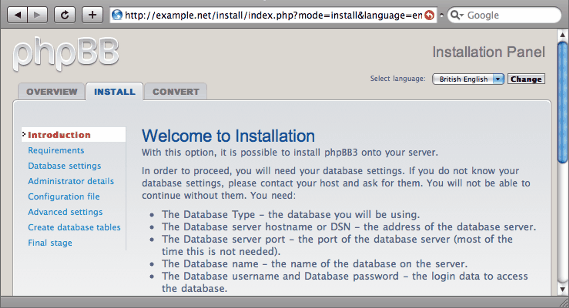 http://example.net/install/index.php?mode=install&language=en
Google
phpBB
Installation Panel
Select language: British English Change
OVERVIEW INSTALL CONVERT
Introduction
Requirements
Database settings
Administrator details
Configuration file
Advanced settings
Create database tables
Final stage
Welcome to Installation
With this option, it is possible to install phpBB3 onto your server.
In order to proceed, you will need your database settings. If you do not know your
database settings, please contact your host and ask for them. You will not be able to
continue without them. You need:
• The Database Type – the database you will be using.
• The Database server hostname or DSN – the address of the database server.
• The Database server port – the port of the database server (most of the
time this is not needed).
• The Database name – the name of the database on the server.
• The Database username and Database password – the login data to access
the database.